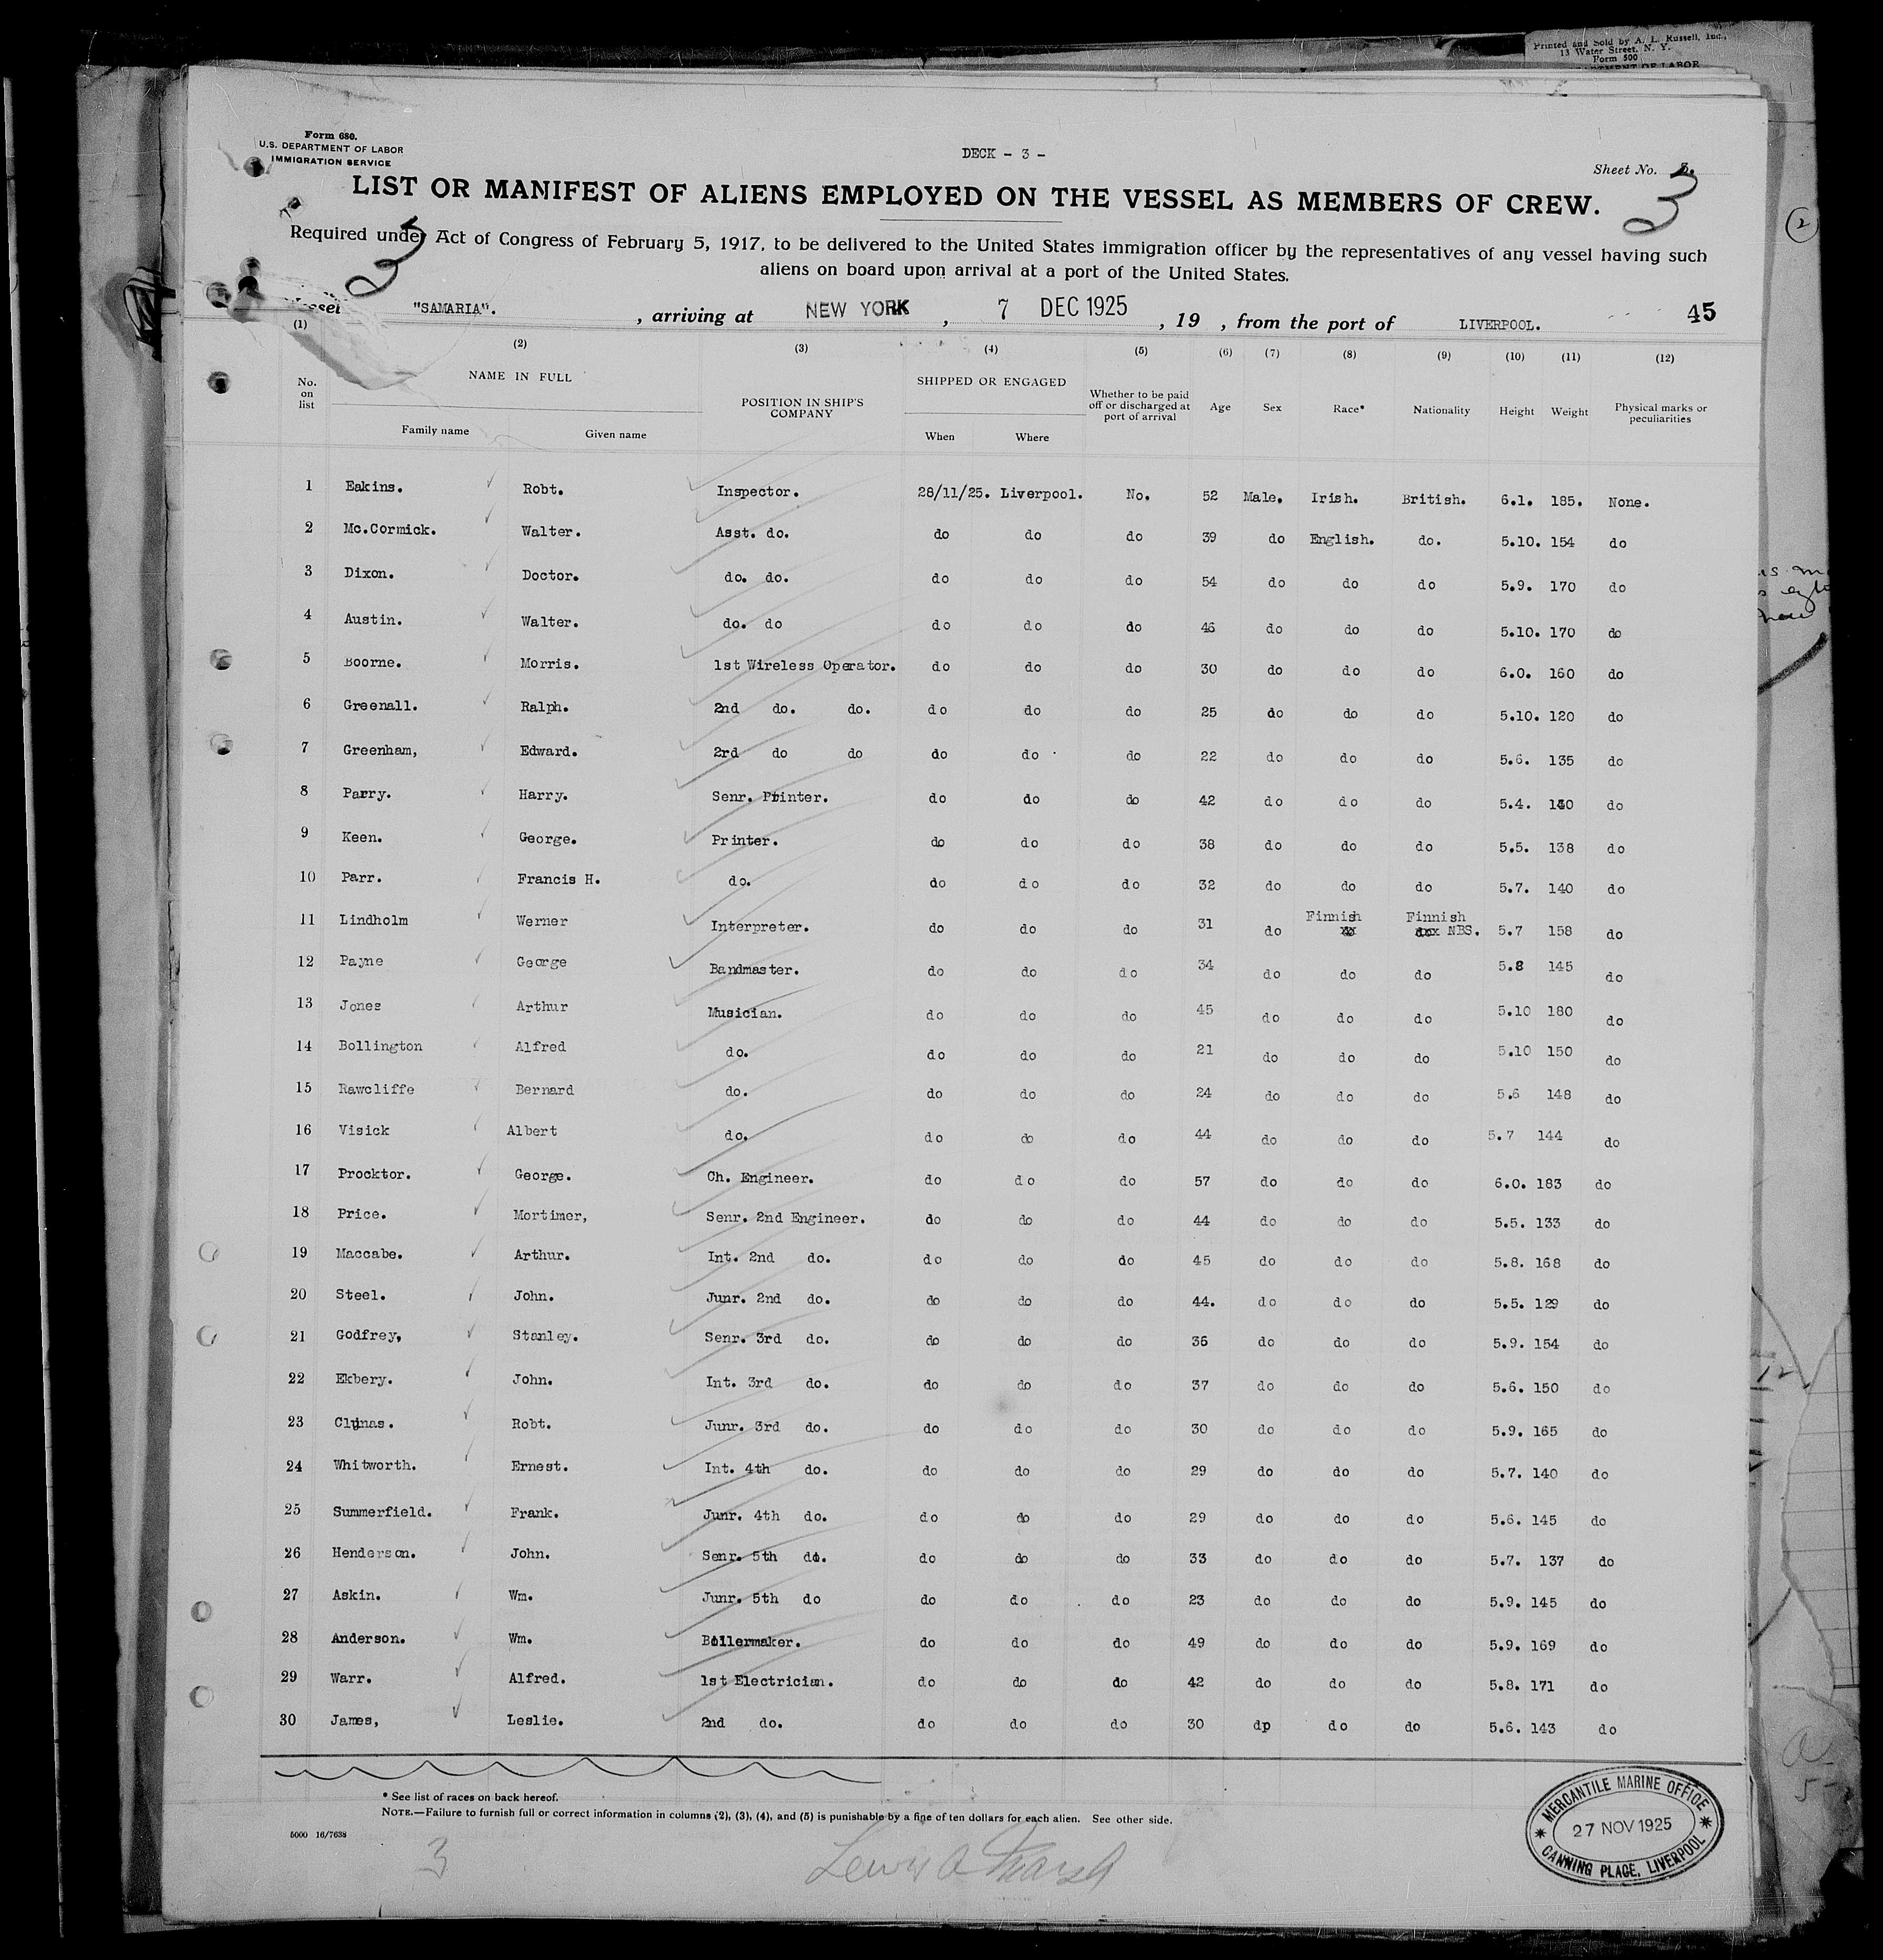 Printed and Sold by A. L. Russell, Inc.,
13 Water Street, N. Y.
Form 500
Form 680.
U.S. DEPARTMENT OF LABOR
IMMIGRATION SERVICE
DECK - 3 -
Sheet No. 3.
3
LIST OR MANIFEST OF ALIENS EMPLOYED ON THE VESSEL AS MEMBERS OF CREW.
Required under Act of Congress of February 5, 1917, to be delivered to the United States immigration officer by the representatives of any vessel having such
aliens on board upon arrival at a port of the United States.
"SAMARIA". , arriving at NEW YORK , 7 DEC 1925 , 19 , from the port of LIVERPOOL. 45
(1) (2) (3) (4) (5) (6) (7) (8) (9) (10) (11) (12)
No. on list NAME IN FULL POSITION IN SHIP'S COMPANY SHIPPED OR ENGAGED Whether to be paid off or discharged at port of arrival Age Sex Race* Nationality Height Weight Physical marks or peculiarities
Family name Given name When Where
1 Eakins. Robt. Inspector. 28/11/25. Liverpool. No. 52 Male. Irish. British. 6.1. 185. None.
2 Mc.Cormick. Walter. Asst. do. do do do 39 do English. do. 5.10. 154 do
3 Dixon. Doctor. do. do. do do do 54 do do do 5.9. 170 do
4 Austin. Walter. do. do do do do 46 do do do 5.10. 170 do
5 Boorne. Morris. 1st Wireless Operator. do do do 30 do do do 6.0. 160 do
6 Greenall. Ralph. 2nd do. do. do do do 25 do do do 5.10. 120 do
7 Greenham, Edward. 2rd do do do do do 22 do do do 5.6. 135 do
8 Parry. Harry. Senr. Printer. do do do 42 do do do 5.4. 140 do
9 Keen. George. Printer. do do do 38 do do do 5.5. 138 do
10 Parr. Francis H. do. do do do 32 do do do 5.7. 140 do
11 Lindholm Werner Interpreter. do do do 31 do Finnish Finnish NBS. 5.7 158 do
12 Payne George Bandmaster. do do do 34 do do do 5.8 145 do
13 Jones Arthur Musician. do do do 45 do do do 5.10 180 do
14 Bollington Alfred do. do do do 21 do do do 5.10 150 do
15 Rawcliffe Bernard do. do do do 24 do do do 5.6 148 do
16 Visick Albert do. do do do 44 do do do 5.7 144 do
17 Procktor. George. Ch. Engineer. do do do 57 do do do 6.0. 183 do
18 Price. Mortimer, Senr. 2nd Engineer. do do do 44 do do do 5.5. 133 do
19 Maccabe. Arthur. Int. 2nd do. do do do 45 do do do 5.8. 168 do
20 Steel. John. Junr. 2nd do. do do do 44. do do do 5.5. 129 do
21 Godfrey, Stanley. Senr. 3rd do. do do do 36 do do do 5.9. 154 do
22 Ekbery. John. Int. 3rd do. do do do 37 do do do 5.6. 150 do
23 Clynas. Robt. Junr. 3rd do. do do do 30 do do do 5.9. 165 do
24 Whitworth. Ernest. Int. 4th do. do do do 29 do do do 5.7. 140 do
25 Summerfield. Frank. Junr. 4th do. do do do 29 do do do 5.6. 145 do
26 Henderson. John. Senr. 5th do. do do do 33 do do do 5.7. 137 do
27 Askin. Wm. Junr. 5th do do do do 23 do do do 5.9. 145 do
28 Anderson. Wm. Boilermaker. do do do 49 do do do 5.9. 169 do
29 Warr. Alfred. 1st Electrician. do do do 42 do do do 5.8. 171 do
30 James, Leslie. 2nd do. do do do 30 dp do do 5.6. 143 do
* See list of races on back hereof.
NOTE.—Failure to furnish full or correct information in columns (2), (3), (4), and (5) is punishable by a fine of ten dollars for each alien. See other side.
5000 16/7638
3
Lewis A Marsh
MERCANTILE MARINE OFFICE
27 NOV 1925
CANNING PLACE, LIVERPOOL